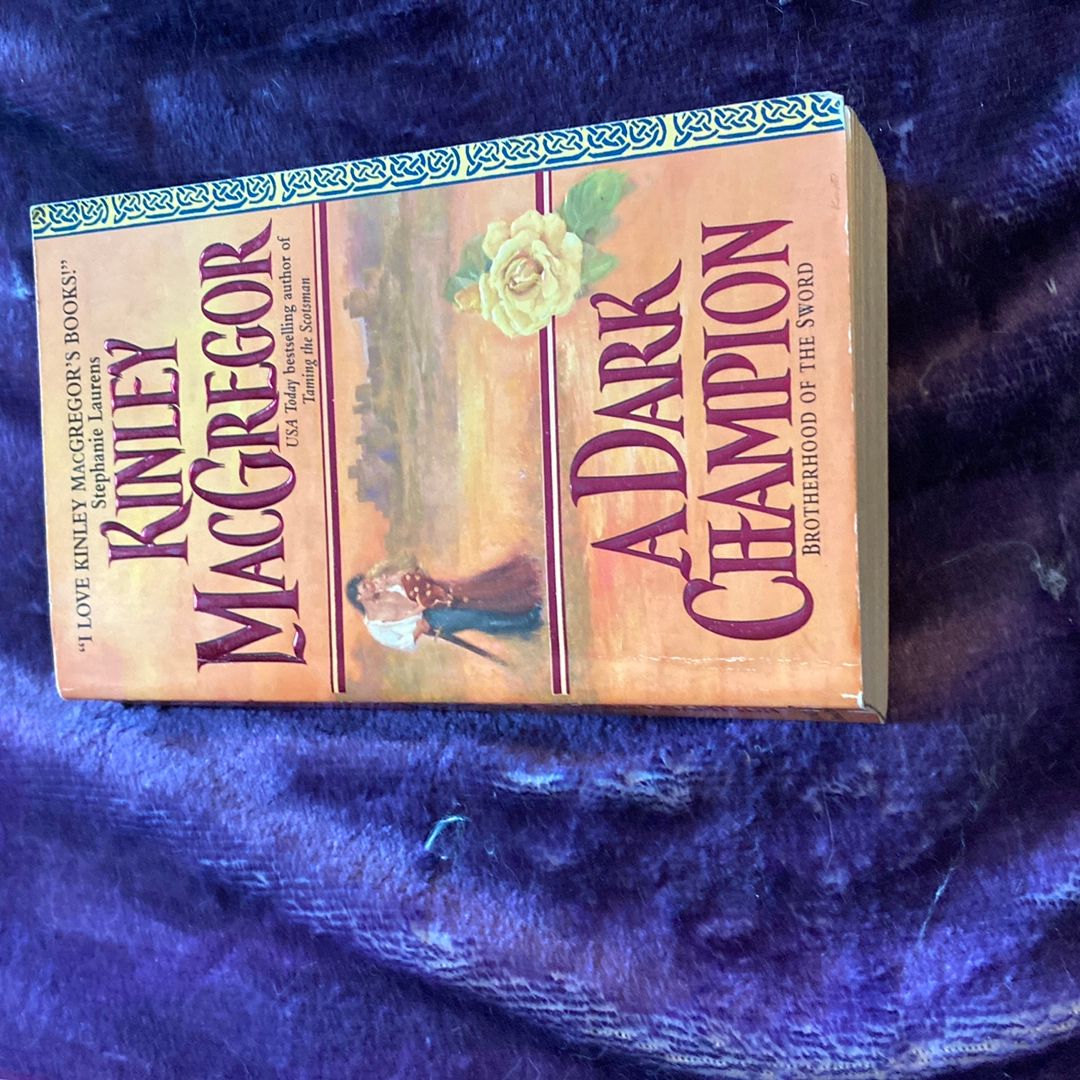 “I LOVE KINLEY MACGREGOR’S BOOKS!”
Stephanie Laurens
KINLEY
MACGREGOR
USA Today bestselling author of
Taming the Scotsman
A DARK
CHAMPION
BROTHERHOOD OF THE SWORD